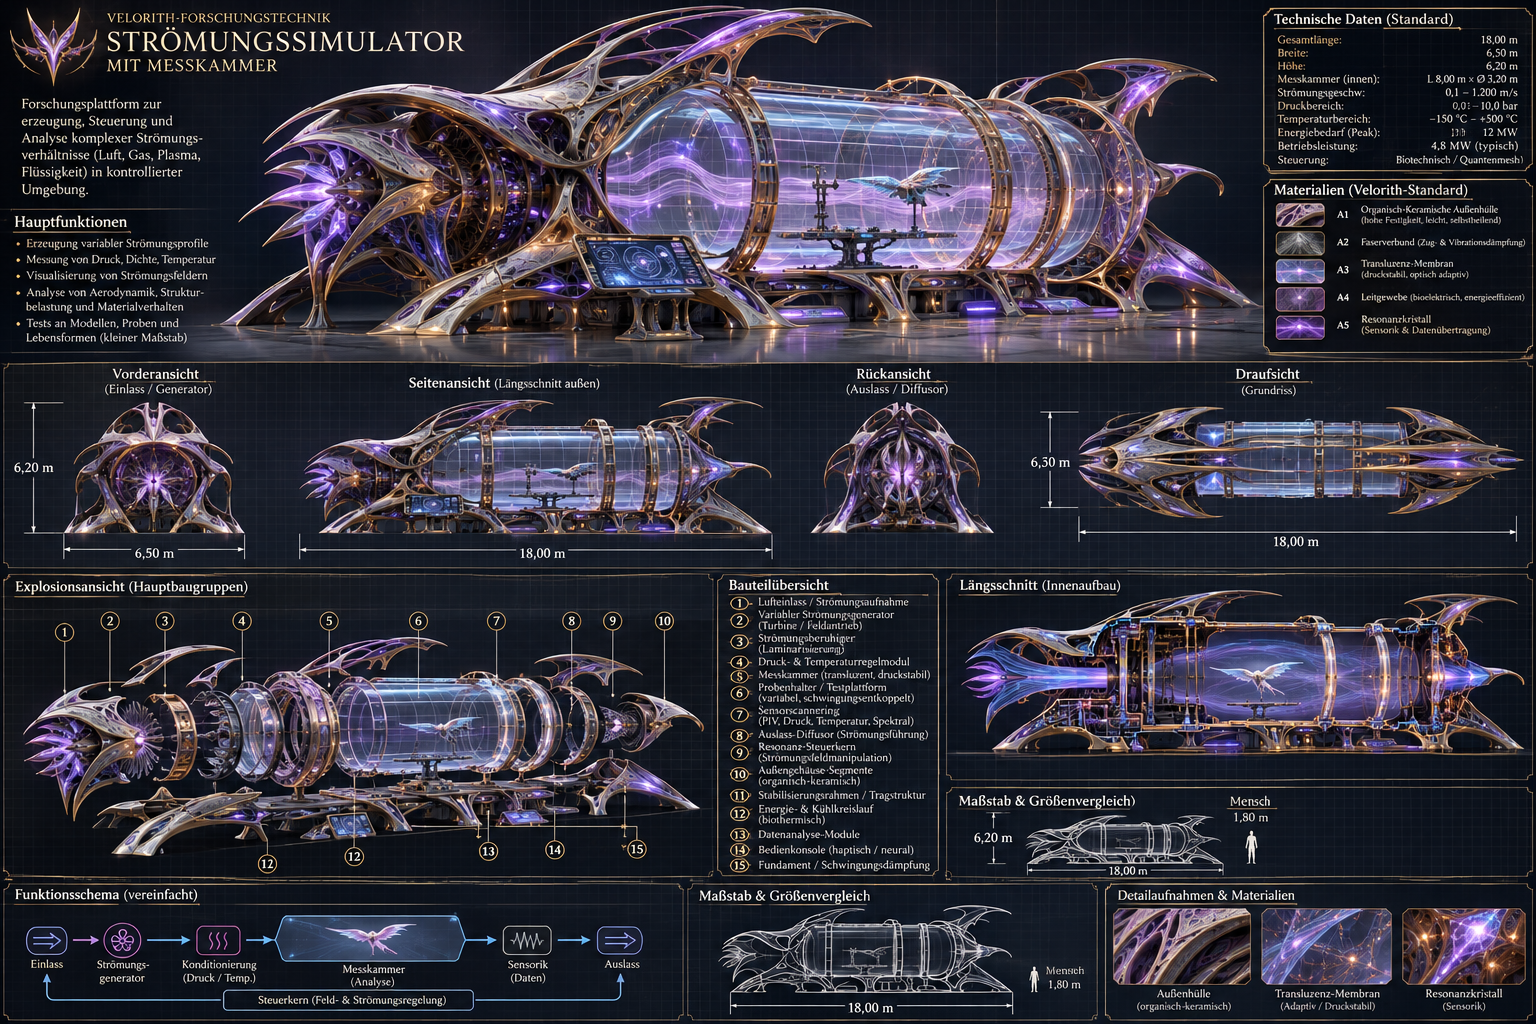 VELORITH-FORSCHUNGSTECHNIK
STRÖMUNGSSIMULATOR
MIT MESSKAMMER
Forschungsplattform zur
erzeugung, Steuerung und
Analyse komplexer Strömungs-
verhältnisse (Luft, Gas, Plasma,
Flüssigkeit) in kontrollierter
Umgebung.
Hauptfunktionen
• Erzeugung variabler Strömungsprofile
• Messung von Druck, Dichte, Temperatur
• Visualisierung von Strömungsfeldern
• Analyse von Aerodynamik, Struktur-
belastung und Materialverhalten
• Tests an Modellen, Proben und
Lebensformen (kleiner Maßstab)
Technische Daten (Standard)
Gesamtlänge: 18,00 m
Breite: 6,50 m
Höhe: 6,20 m
Messkammer (innen): L 8,00 m × Ø 3,20 m
Strömungsgeschw: 0,1 – 1.200 m/s
Druckbereich: – 10,0 bar
Temperaturbereich: −150 °C – +500 °C
Energiebedarf (Peak): 12 MW
Betriebsleistung: 4,8 MW (typisch)
Steuerung: Biotechnisch / Quantenmesh)
Materialien (Velorith-Standard)
A1 Organisch-Keramische Außenhülle
(hohe Festigkeit, leicht, selbstheilend)
A2 Faserverbund (Zug- & Vibrationsdämpfung)
A3 Transluzenz-Membran
(druckstabil, optisch adaptiv)
A4 Leitgewebe (bioelektrisch, energieeffizient)
A5 Resonanzkristall
(Sensorik & Datenübertragung)
Vorderansicht
(Einlass / Generator)
6,20 m
6,50 m
Seitenansicht (Längsschnitt außen)
18,00 m
Rückansicht
(Auslass / Diffusor)
Draufsicht
(Grundriss)
6,30 m
18,00 m
Explosionsansicht (Hauptbaugruppen)
1 2 3 4 5 6 7 8 9 10
12 12 13 14 15
Bauteilübersicht
1 Lufteinlass / Strömungsaufnahme
2 Variabler Strömungsgenerator
(Turbine / Feldantrieb)
3 Strömungsberuhiger
(Laminarisierung)
4 Druck- & Temperaturregelmodul
5 Messkammer (transluzent, druckstabil)
6 Probenhalter / Testplattform
(variabel, schwingungsentkoppelt)
7 Sensorscannering
(PIV, Druck, Temperatur, Spektral)
8 Auslass-Diffusor (Strömungsführung)
9 Resonanz-Steuerkern
(Strömungsfeldmanipulation)
10 Außengehäuse-Segmente
(organisch-keramisch)
11 Stabilisierungsrahmen / Tragstruktur
12 Energie- & Kühlkreislauf
(biothermisch)
13 Datenanalyse-Module
14 Bedienkonsole (haptisch / neural)
15 Fundament / Schwingungsdämpfung
Längsschnitt (Innenaufbau)
Maßstab & Größenvergleich)
6,20 m
18,00 m
Mensch
1,80 m
Funktionsschema (vereinfacht)
Einlass
Strömungs-
generator
Konditionierung
(Druck / Temp.)
Messkammer
(Analyse)
Sensorik
(Daten)
Auslass
Steuerkern (Feld- & Strömungsregelung)
Maßstab & Größenvergleich
18,00 m
Mensch
1,80 m
Detailaufnahmen & Materialien
Außenhülle
(organisch-keramisch)
Transluzenz-Membran
(Adaptiv / Druckstabil)
Resonanzkristall
(Sensorik)